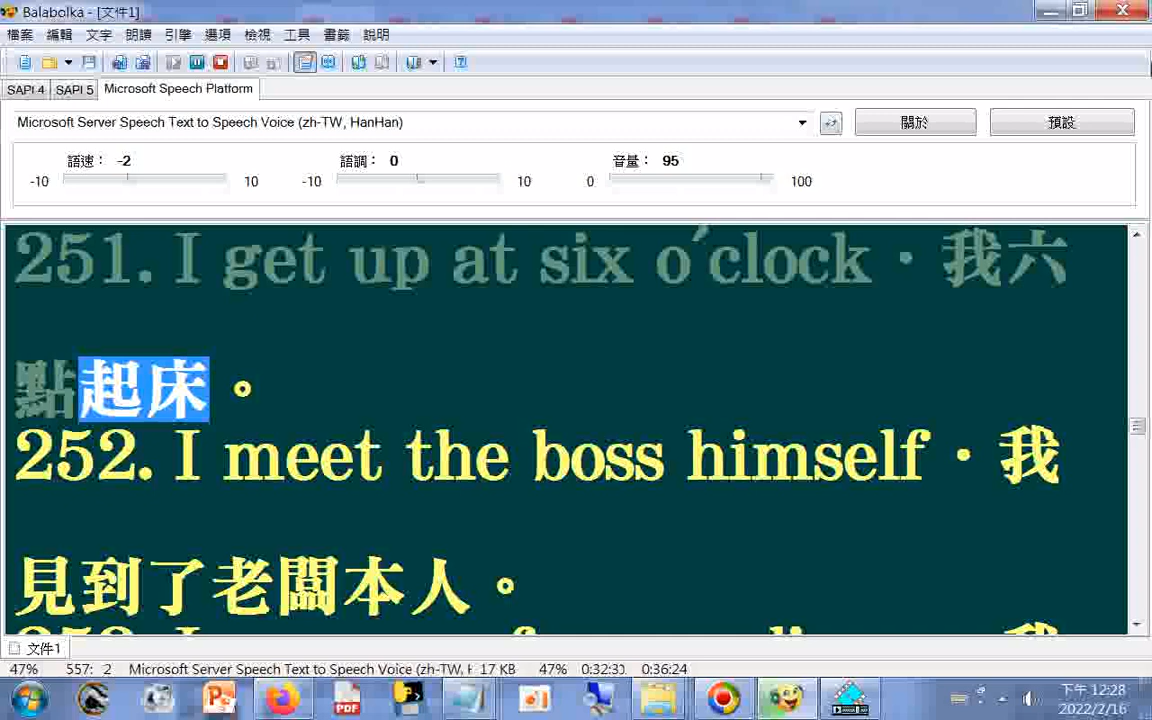 Balabolka - [文件1]
檔案 編輯 文字 朗讀 引擎 選項 檢視 工具 書籤 說明
SAPI 4 SAPI 5 Microsoft Speech Platform
Microsoft Server Speech Text to Speech Voice (zh-TW, HanHan) 關於 預設
語速： -2 語調： 0 音量： 95
-10 10 -10 10 0 100
251. I get up at six o'clock．我六
點起床。
252. I meet the boss himself．我
見到了老闆本人。
文件1
47% 557: 2 Microsoft Server Speech Text to Speech Voice (zh-TW, 17 KB 47% 0:32:31 0:36:24
PDF
下午 12:28
2022/2/16